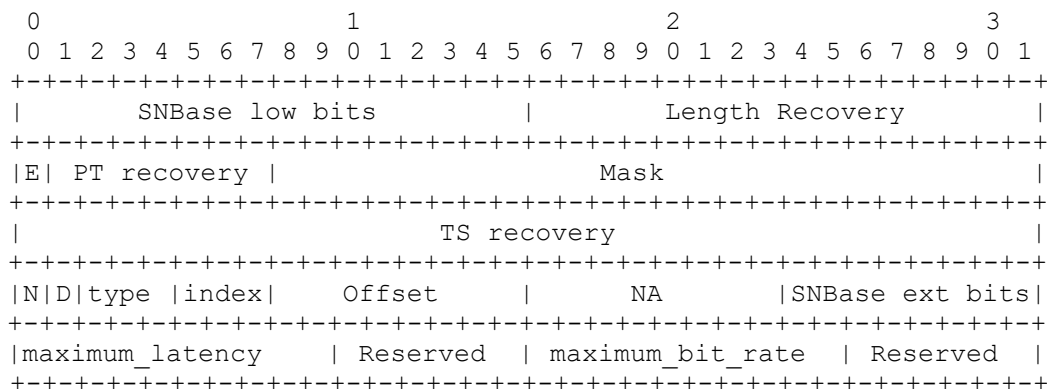 0                   1                   2                   3
 0 1 2 3 4 5 6 7 8 9 0 1 2 3 4 5 6 7 8 9 0 1 2 3 4 5 6 7 8 9 0 1
+-+-+-+-+-+-+-+-+-+-+-+-+-+-+-+-+-+-+-+-+-+-+-+-+-+-+-+-+-+-+-+-+
|       SNBase low bits         |        Length Recovery        |
+-+-+-+-+-+-+-+-+-+-+-+-+-+-+-+-+-+-+-+-+-+-+-+-+-+-+-+-+-+-+-+-+
|E| PT recovery |                    Mask                       |
+-+-+-+-+-+-+-+-+-+-+-+-+-+-+-+-+-+-+-+-+-+-+-+-+-+-+-+-+-+-+-+-+
|                          TS recovery                          |
+-+-+-+-+-+-+-+-+-+-+-+-+-+-+-+-+-+-+-+-+-+-+-+-+-+-+-+-+-+-+-+-+
|N|D|type |index|    Offset     |      NA       |SNBase ext bits|
+-+-+-+-+-+-+-+-+-+-+-+-+-+-+-+-+-+-+-+-+-+-+-+-+-+-+-+-+-+-+-+-+
|maximum_latency    | Reserved  | maximum_bit_rate  | Reserved  |
+-+-+-+-+-+-+-+-+-+-+-+-+-+-+-+-+-+-+-+-+-+-+-+-+-+-+-+-+-+-+-+-+